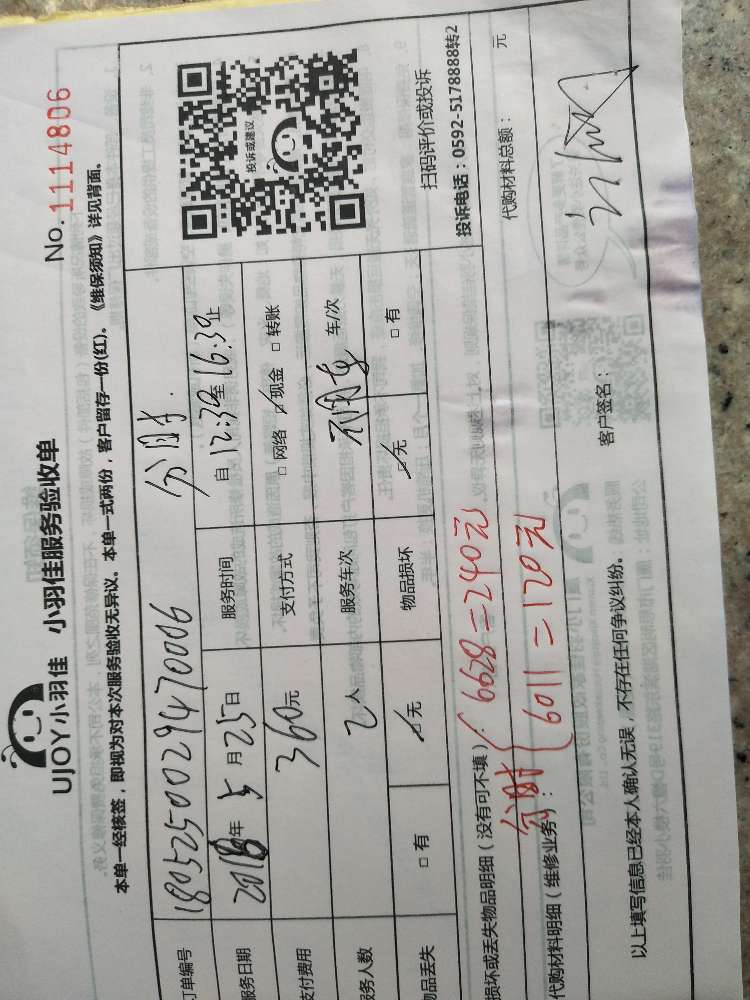 UJOY小羽佳 小羽佳服务验收单 No. 1114806
本单一经核签，即视为对本次服务验收无异议。本单一式两份，客户留存一份(红)。《维保须知》详见背面。
订单编号 1805250029470006 分时
服务日期 2018年5月25日 服务时间 自12:30至16:30止
支付费用 360元 支付方式 □网络 ☑现金 □转账
服务人数 2人 服务车次 不用车 车/次
物品丢失 □有 ☑无 物品损坏 ☑无 □有
投诉或建议
扫码评价或投诉
投诉电话：0592-5178888转2
损坏或丢失物品明细（没有可不填）：
分时 { 6628=240元
6011=120元
代购材料明细（维修业务）：
代购材料总额： 元
以上填写信息已经本人确认无误，不存在任何争议纠纷。
客户签名：